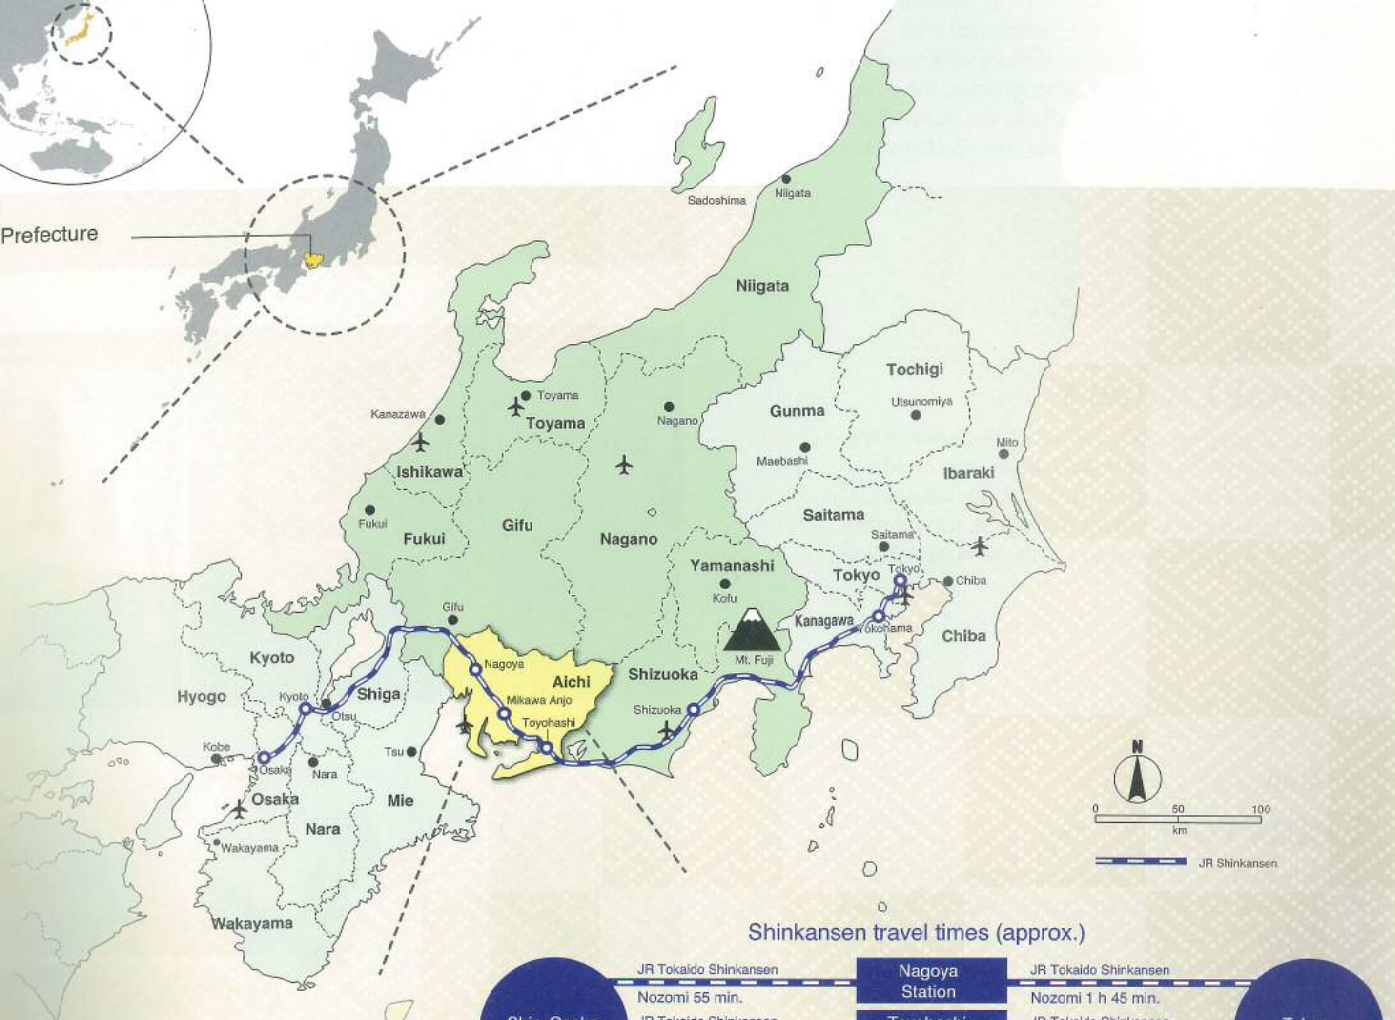 Prefecture
Sadoshima
Niigata
Niigata
Tochigi
Utsunomiya
Gunma
Maebashi
Mito
Ibaraki
Kanazawa
Toyama
Toyama
Nagano
Ishikawa
Fukui
Fukui
Gifu
Nagano
Saitama
Saitama
Yamanashi
Kofu
Tokyo
Tokyo
Chiba
Kanagawa
Yokohama
Chiba
Mt. Fuji
Gifu
Nagoya
Aichi
Mikawa Anjo
Toyohashi
Shizuoka
Shizuoka
Kyoto
Hyogo
Kyoto
Shiga
Otsu
Kobe
Osaka
Nara
Tsu
Osaka
Mie
Nara
Wakayama
Wakayama
N
0 50 100
km
JR Shinkansen
Shinkansen travel times (approx.)
JR Tokaido Shinkansen
Nagoya
Station
JR Tokaido Shinkansen
Nozomi 55 min.
Nozomi 1 h 45 min.